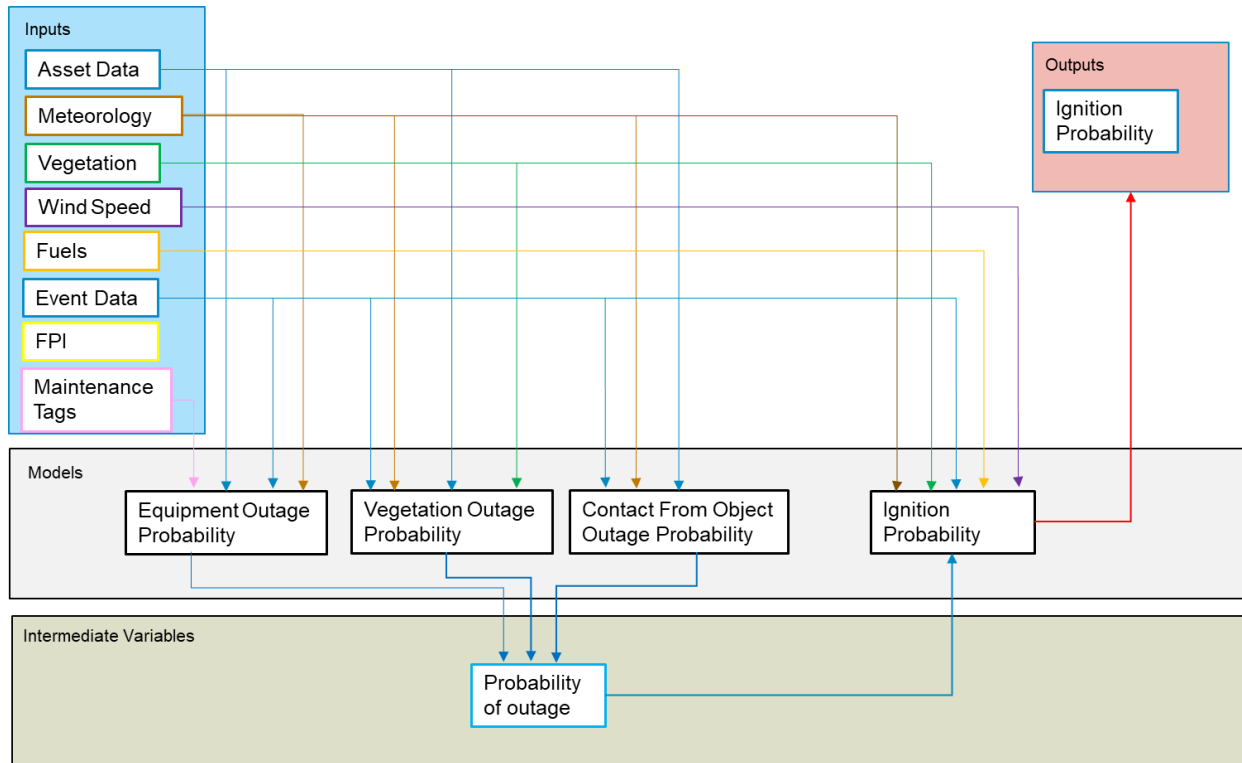 Inputs
Asset Data
Meteorology
Vegetation
Wind Speed
Fuels
Event Data
FPI
Maintenance
Tags
Outputs
Ignition
Probability
Models
Equipment Outage
Probability
Vegetation Outage
Probability
Contact From Object
Outage Probability
Ignition
Probability
Intermediate Variables
Probability
of outage